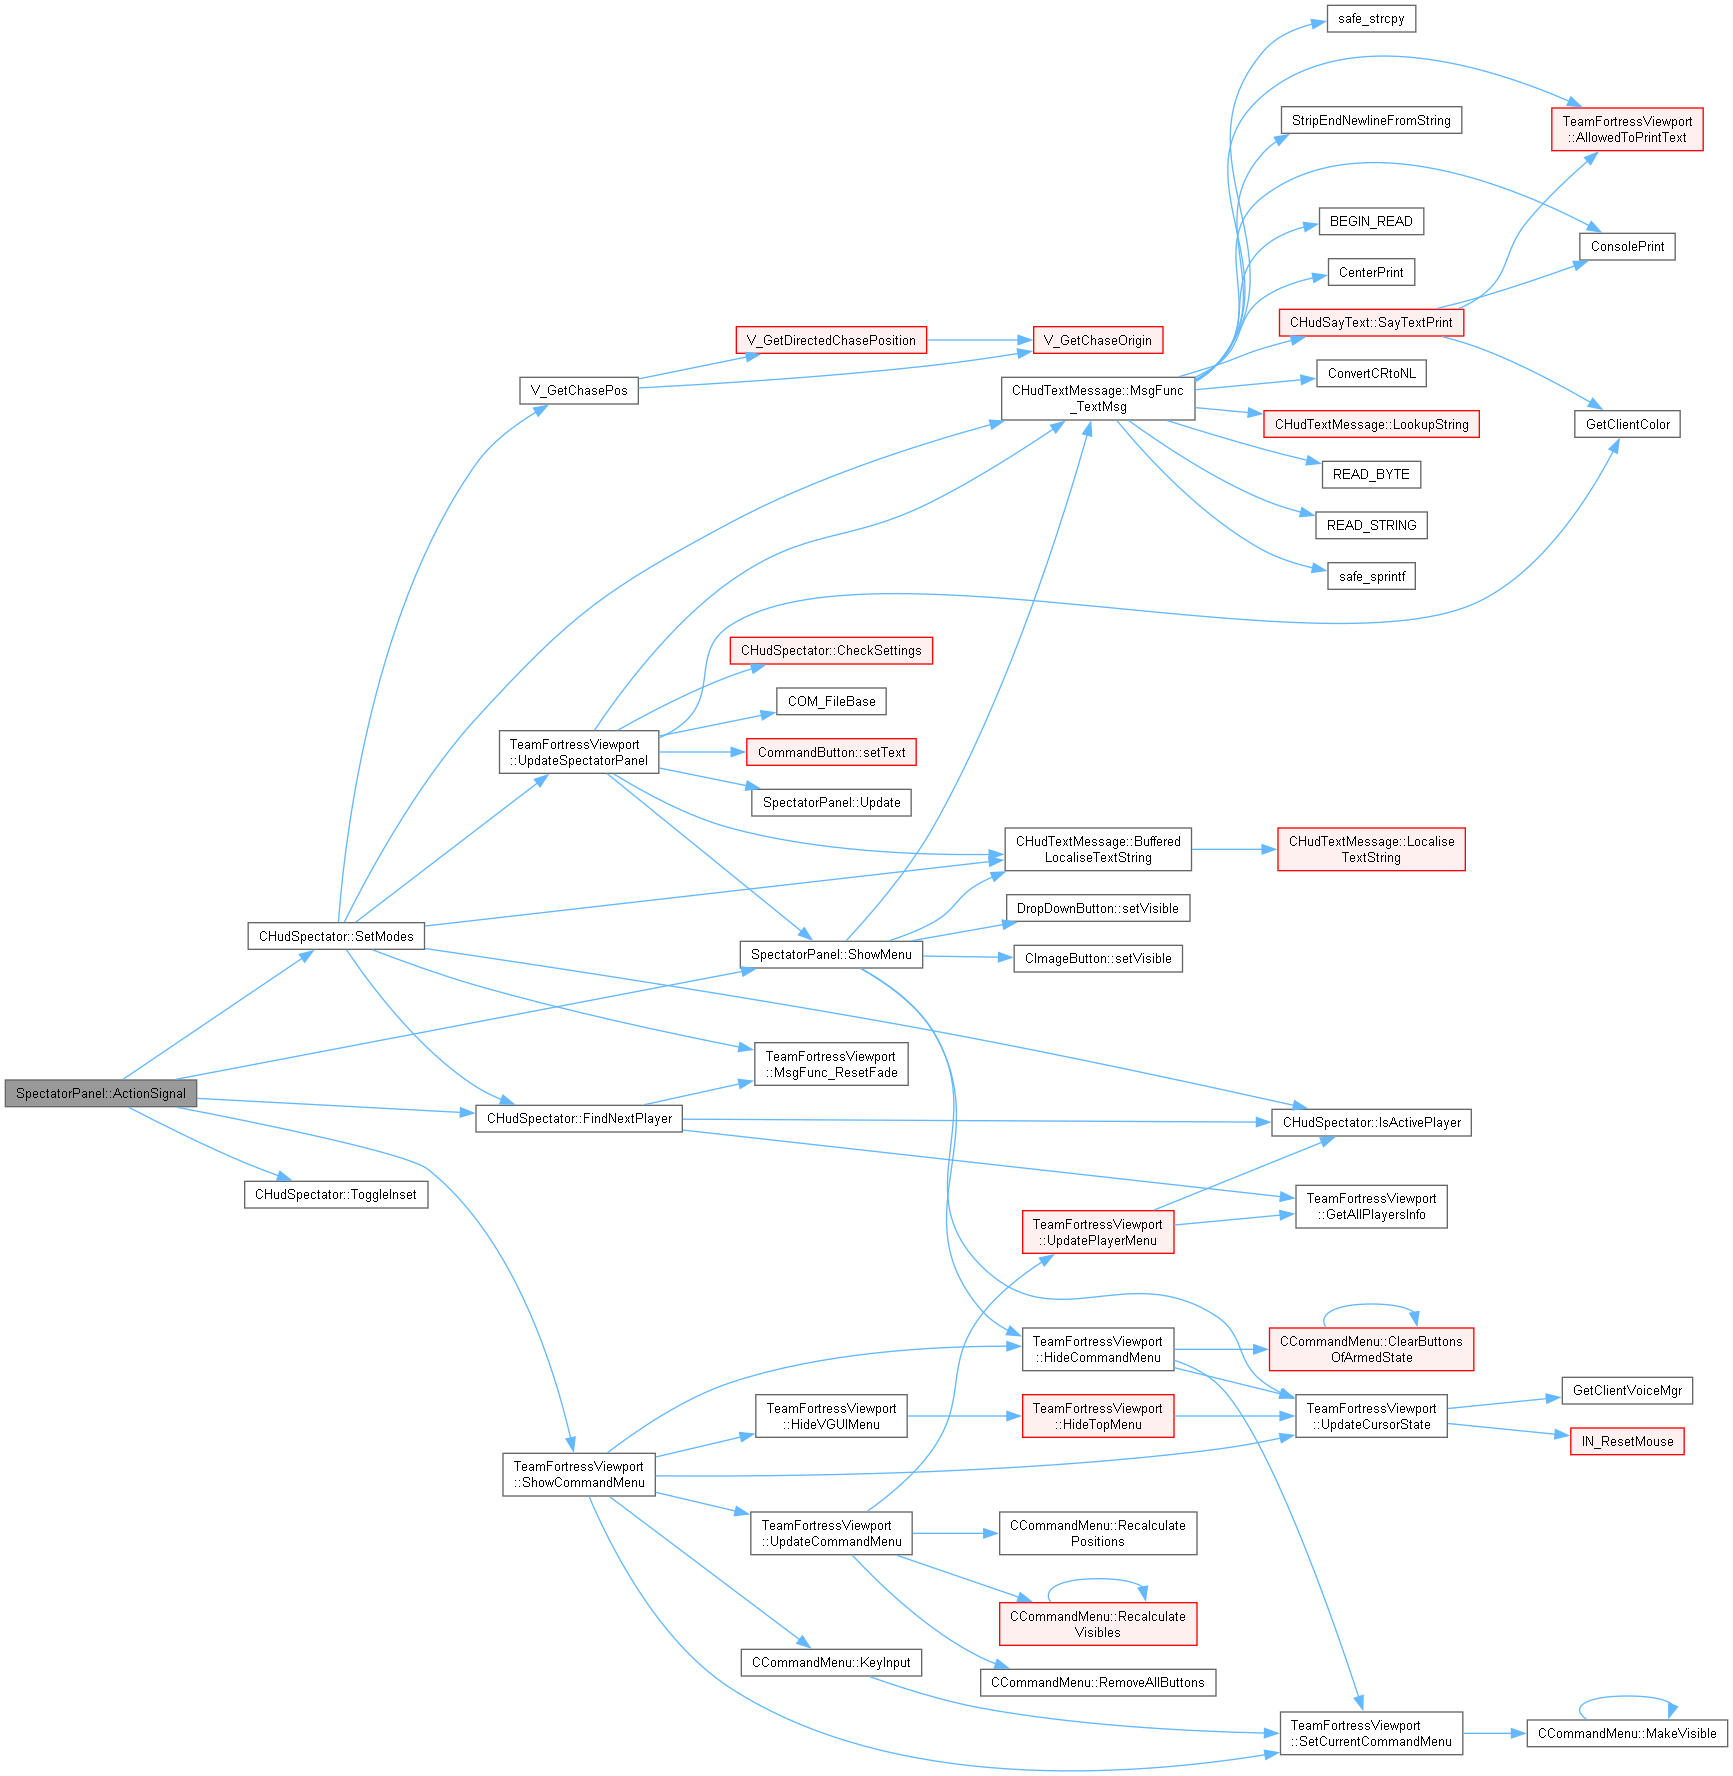 safe_strcpy
TeamFortressViewport
::AllowedToPrintText
StripEndNewlineFromString
BEGIN_READ
ConsolePrint
CenterPrint
CHudSayText::SayTextPrint
V_GetDirectedChasePosition
V_GetChaseOrigin
ConvertCRtoNL
V_GetChasePos
CHudTextMessage::MsgFunc
_TextMsg
CHudTextMessage::LookupString
GetClientColor
READ_BYTE
READ_STRING
safe_sprintf
CHudSpectator::CheckSettings
COM_FileBase
TeamFortressViewport
::UpdateSpectatorPanel
CommandButton::setText
SpectatorPanel::Update
CHudTextMessage::Buffered
LocaliseTextString
CHudTextMessage::Localise
TextString
DropDownButton::setVisible
CHudSpectator::SetModes
SpectatorPanel::ShowMenu
CImageButton::setVisible
TeamFortressViewport
::MsgFunc_ResetFade
SpectatorPanel::ActionSignal
CHudSpectator::FindNextPlayer
CHudSpectator::IsActivePlayer
CHudSpectator::ToggleInset
TeamFortressViewport
::GetAllPlayersInfo
TeamFortressViewport
::UpdatePlayerMenu
TeamFortressViewport
::HideCommandMenu
CCommandMenu::ClearButtons
OfArmedState
GetClientVoiceMgr
TeamFortressViewport
::HideVGUIMenu
TeamFortressViewport
::HideTopMenu
TeamFortressViewport
::UpdateCursorState
IN_ResetMouse
TeamFortressViewport
::ShowCommandMenu
TeamFortressViewport
::UpdateCommandMenu
CCommandMenu::Recalculate
Positions
CCommandMenu::Recalculate
Visibles
CCommandMenu::KeyInput
CCommandMenu::RemoveAllButtons
TeamFortressViewport
::SetCurrentCommandMenu
CCommandMenu::MakeVisible